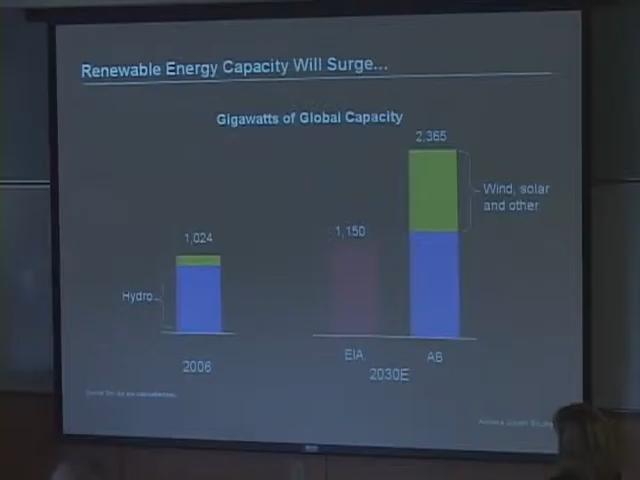 Renewable Energy Capacity Will Surge...
Gigawatts of Global Capacity
2,365
Wind, solar
and other
1,150
1,024
Hydro
EIA
AB
2006
2030E